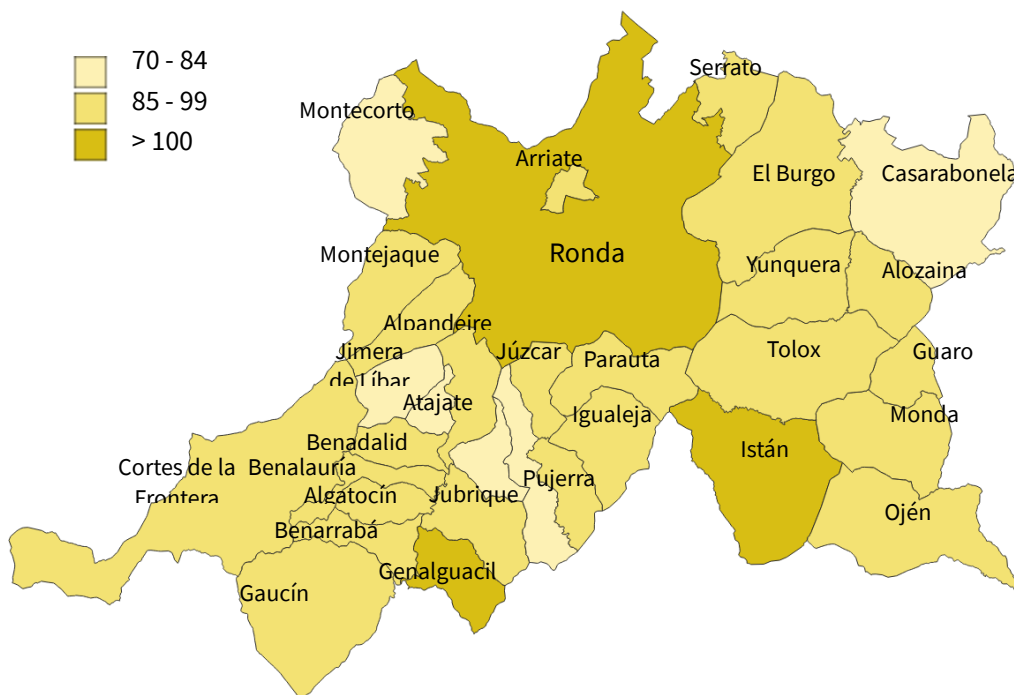 70 - 84
85 - 99
> 100
Serrato
Montecorto
Arriate
El Burgo
Casarabonela
Ronda
Montejaque
Yunquera
Alozaina
Alpandeire
Jimera
de Líbar
Júzcar
Parauta
Tolox
Guaro
Atajate
Igualeja
Monda
Benadalid
Istán
Cortes de la
Frontera
Benalauría
Algatocín
Jubrique
Pujerra
Ojén
Benarrabá
Genalguacil
Gaucín